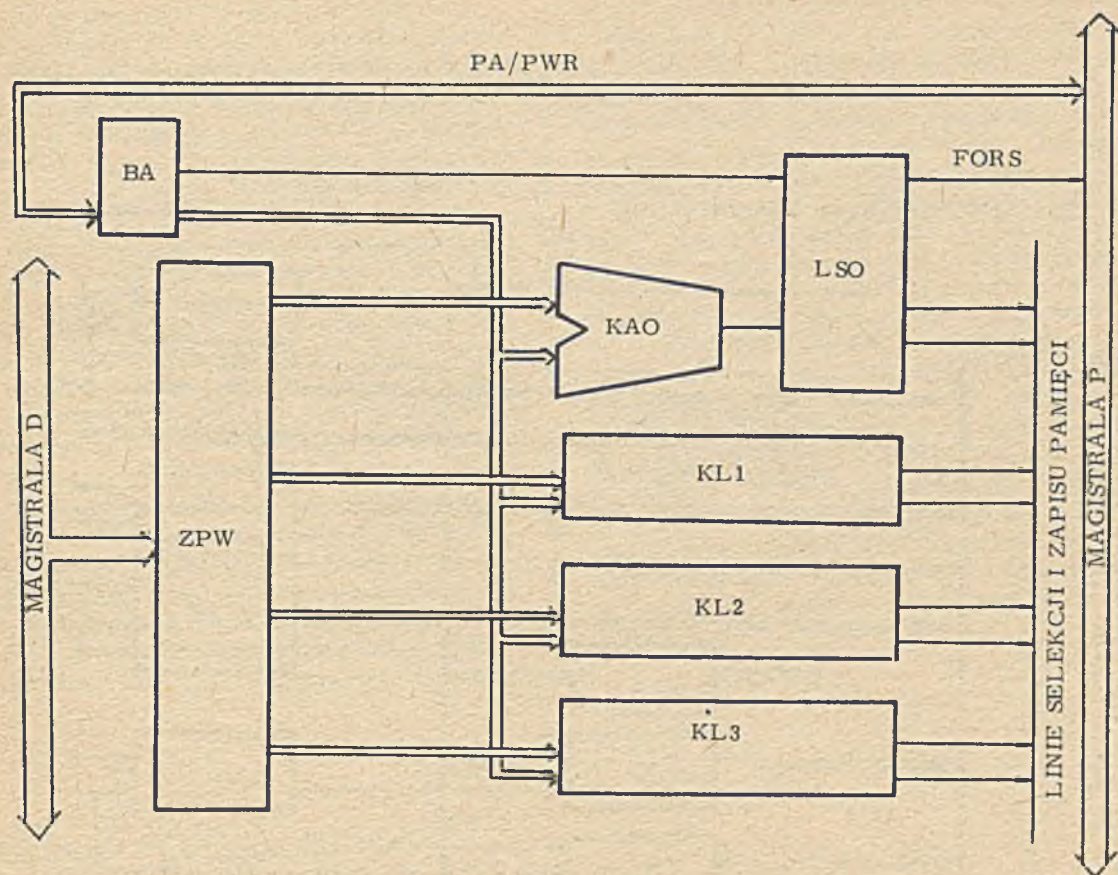 PA/PWR
BA
FORS
LSO
KAO
MAGISTRALA D
ZPW
KL1
KL2
KL3
LINIE SELEKCJI I ZAPISU PAMIĘCI
MAGISTRALA P